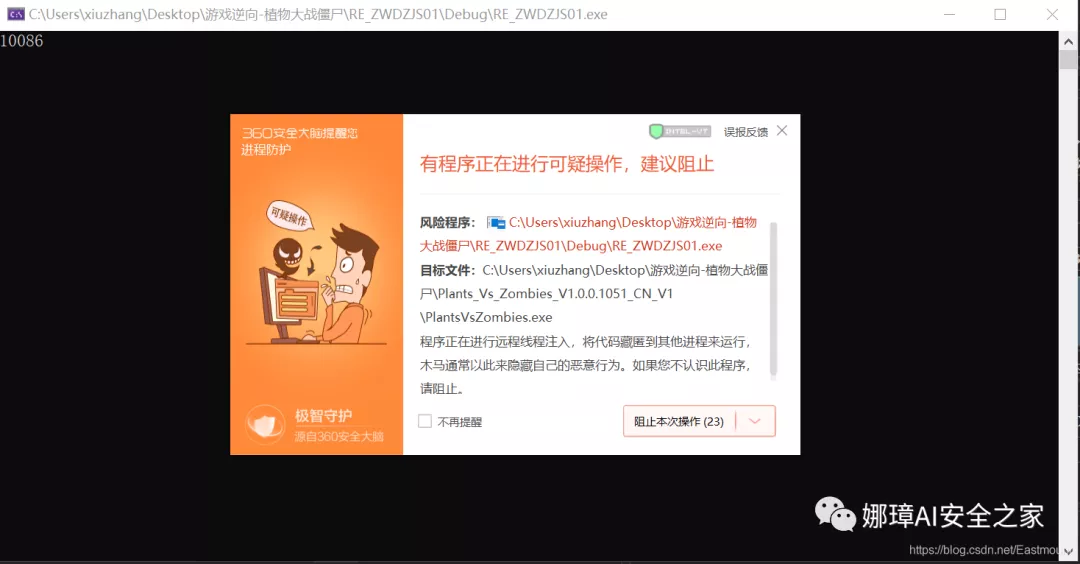 C:\Users\xiuzhang\Desktop\游戏逆向-植物大战僵尸\RE_ZWDZJS01\Debug\RE_ZWDZJS01.exe
10086
360安全大脑提醒您
进程防护
INTEL-VT
误报反馈
有程序正在进行可疑操作，建议阻止
可疑操作
风险程序： C:\Users\xiuzhang\Desktop\游戏逆向-植物
大战僵尸\RE_ZWDZJS01\Debug\RE_ZWDZJS01.exe
目标文件：C:\Users\xiuzhang\Desktop\游戏逆向-植物大战僵
尸\Plants_Vs_Zombies_V1.0.0.1051_CN_V1
\PlantsVsZombies.exe
程序正在进行远程线程注入，将代码藏匿到其他进程来运行，
木马通常以此来隐藏自己的恶意行为。如果您不认识此程序，
请阻止。
不再提醒
阻止本次操作 (23)
极智守护
源自360安全大脑
娜璋AI安全之家
https://blog.csdn.net/Eastmou